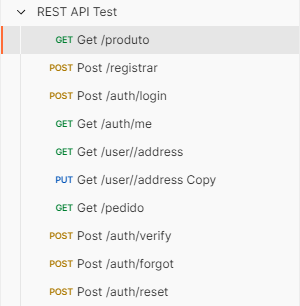 REST API Test
GET Get /produto
POST Post /registrar
POST Post /auth/login
GET Get /auth/me
GET Get /user//address
PUT Get /user//address Copy
GET Get /pedido
POST Post /auth/verify
POST Post /auth/forgot
POST Post /auth/reset